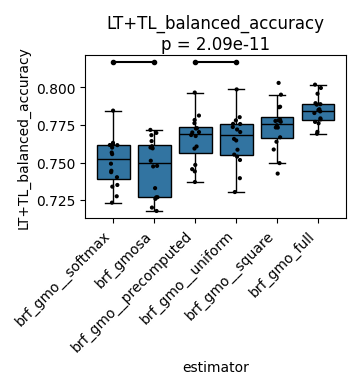 LT+TL_balanced_accuracy
p = 2.09e-11
LT+TL_balanced_accuracy
0.800
0.775
0.750
0.725
brf_gmo__softmax
brf_gmosa
brf_gmo__precomputed
brf_gmo__uniform
brf_gmo__square
brf_gmo_full
estimator